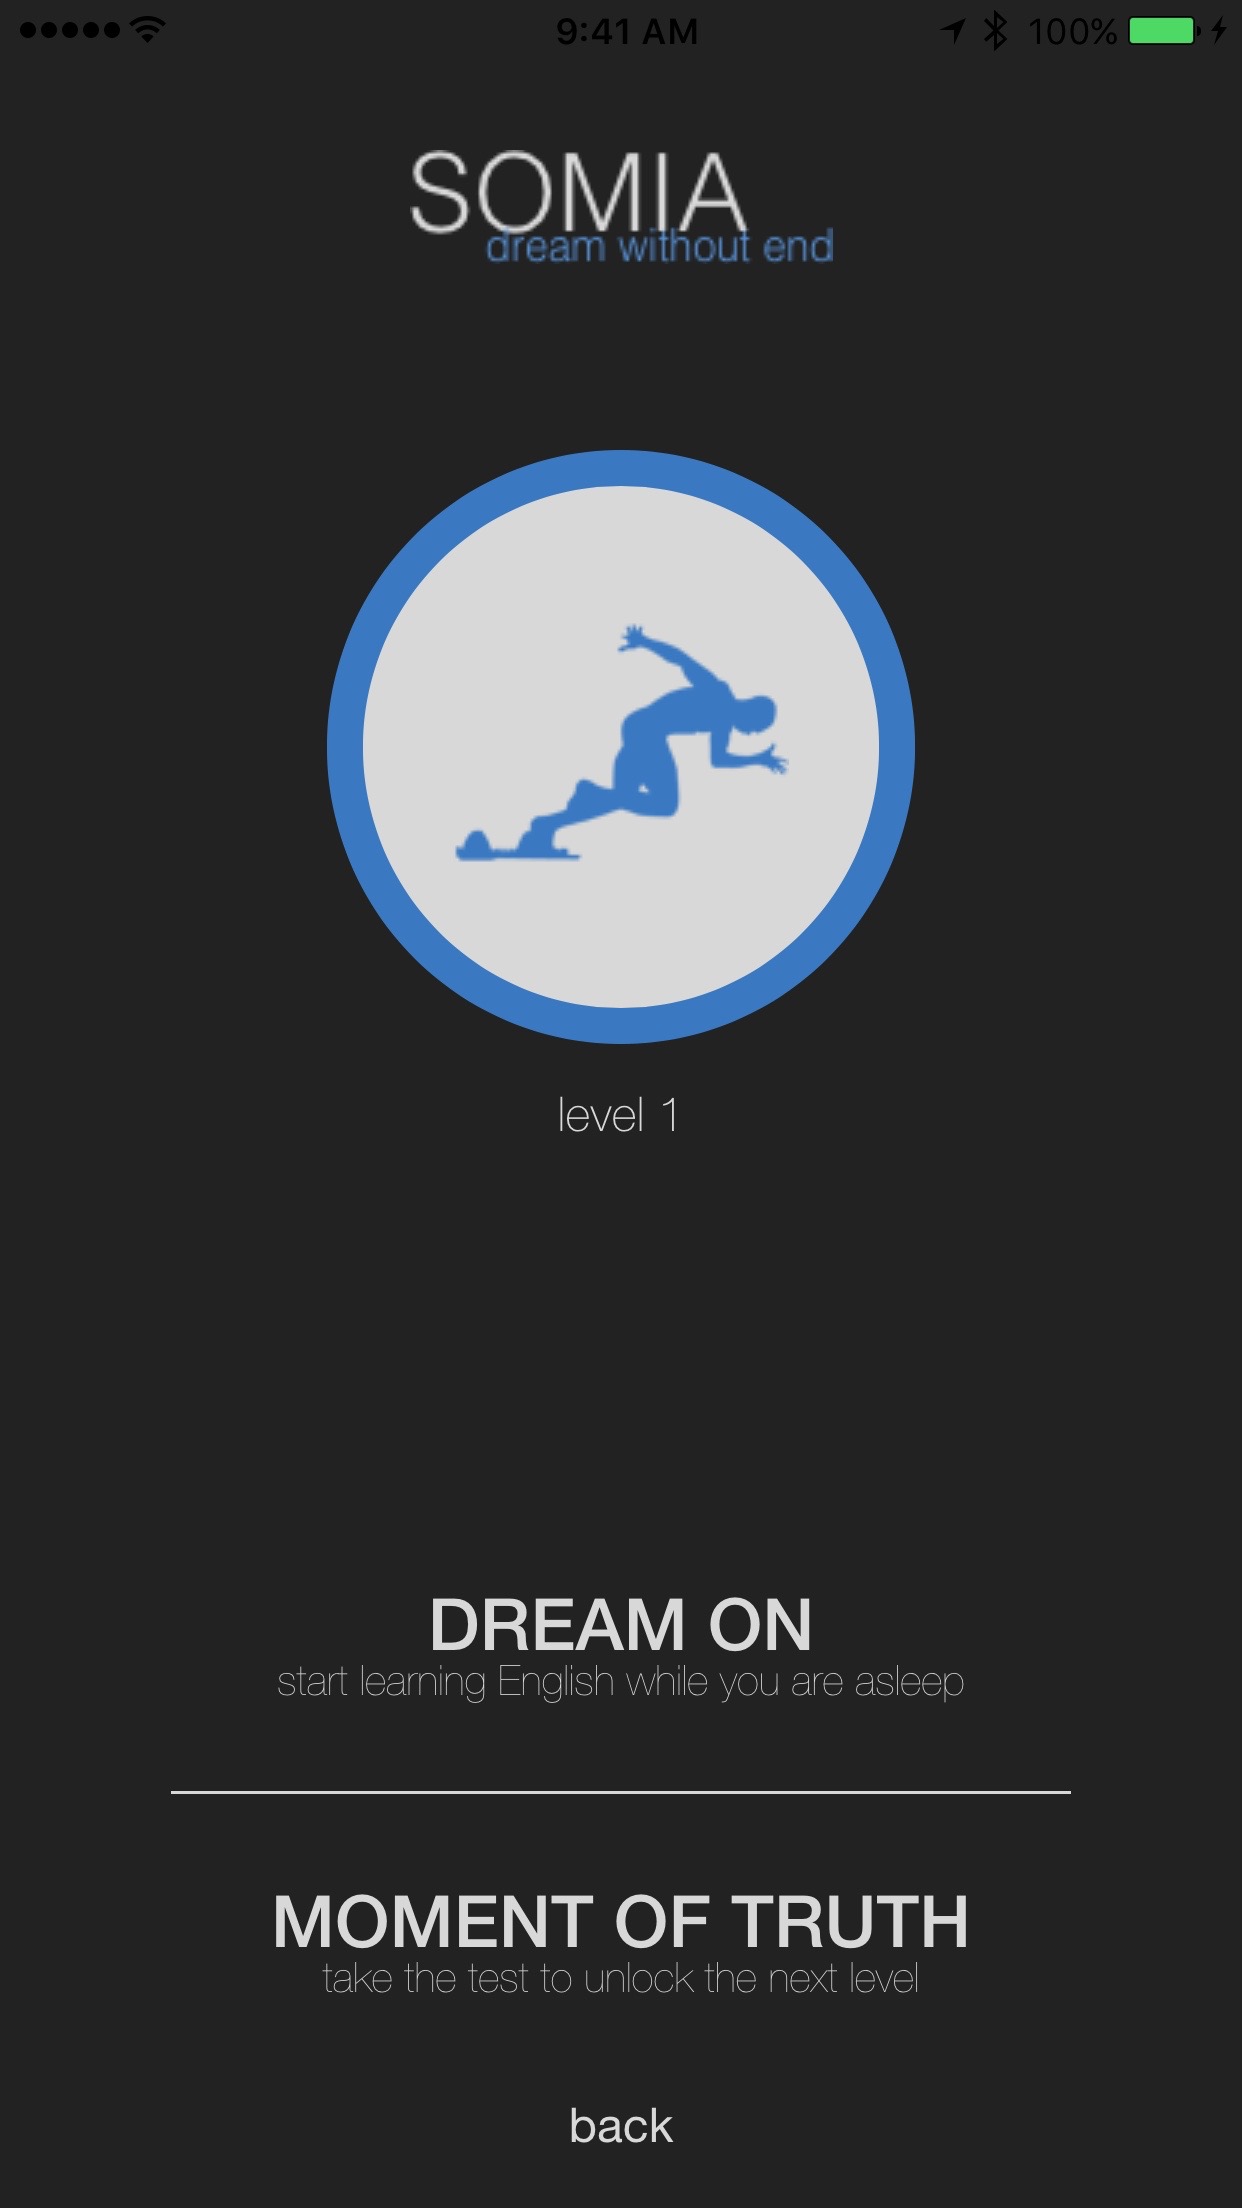 9:41 AM
100%
SOMIA
dream without end
level 1
DREAM ON
start learning English while you are asleep
MOMENT OF TRUTH
take the test to unlock the next level
back